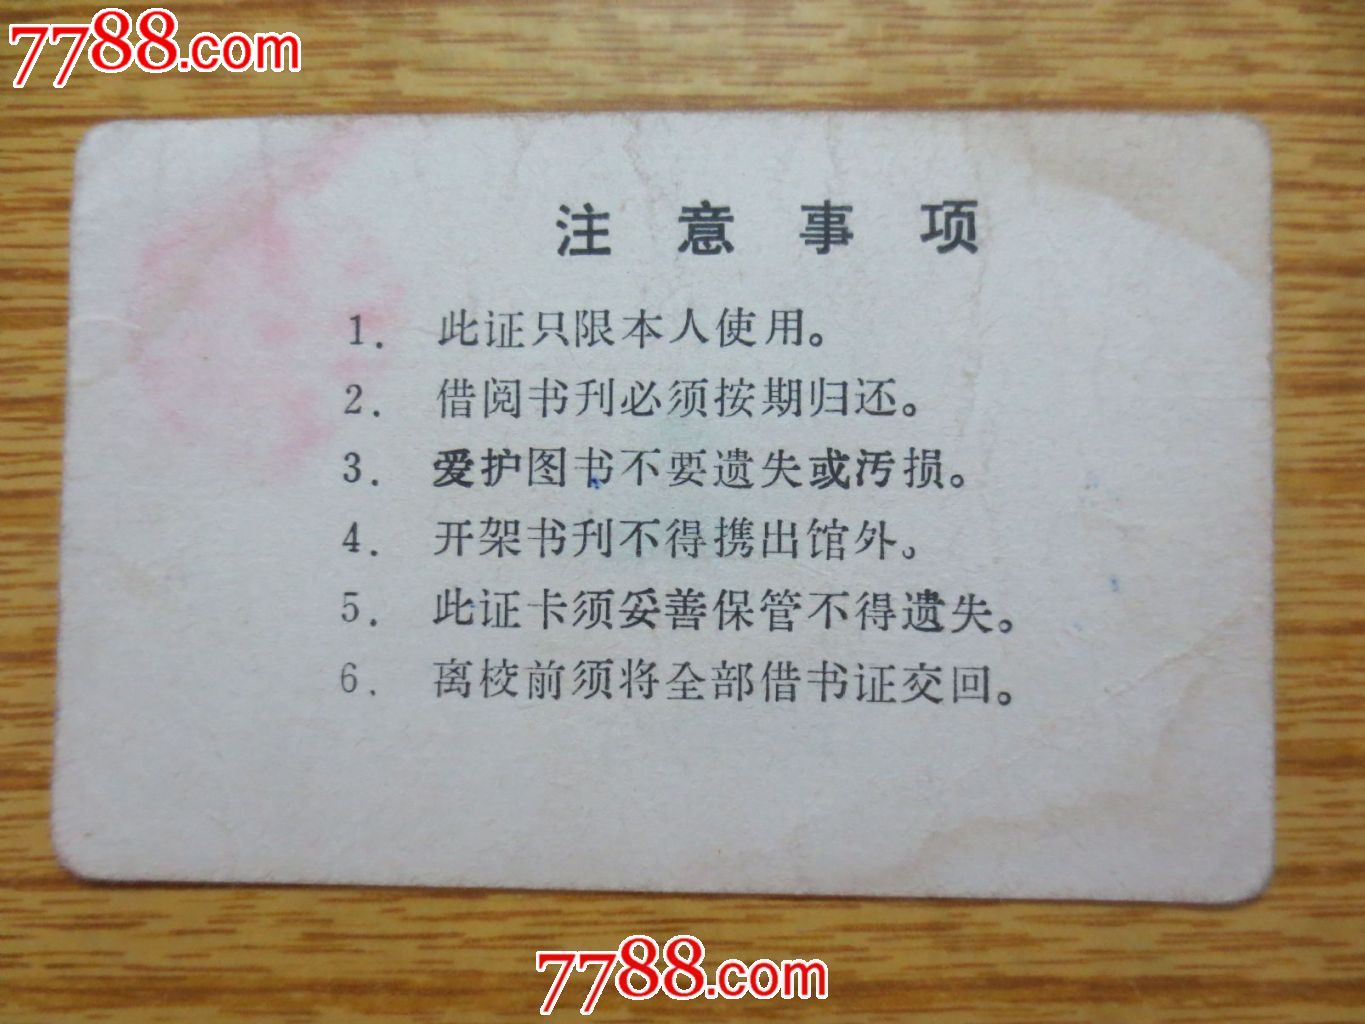 7788.com
注意事项
1. 此证只限本人使用。
2. 借阅书刊必须按期归还。
3. 爱护图书不要遗失或污损。
4. 开架书刊不得携出馆外。
5. 此证卡须妥善保管不得遗失。
6. 离校前须将全部借书证交回。
7788.com